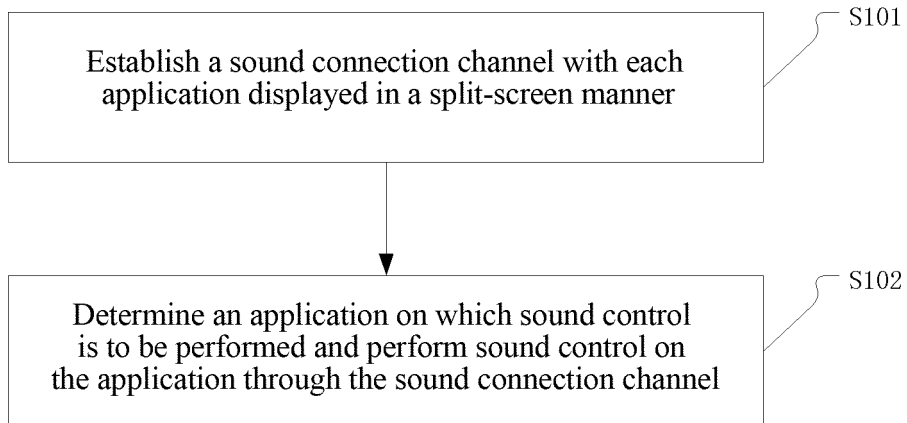 S101
Establish a sound connection channel with each
application displayed in a split-screen manner
S102
Determine an application on which sound control
is to be performed and perform sound control on
the application through the sound connection channel